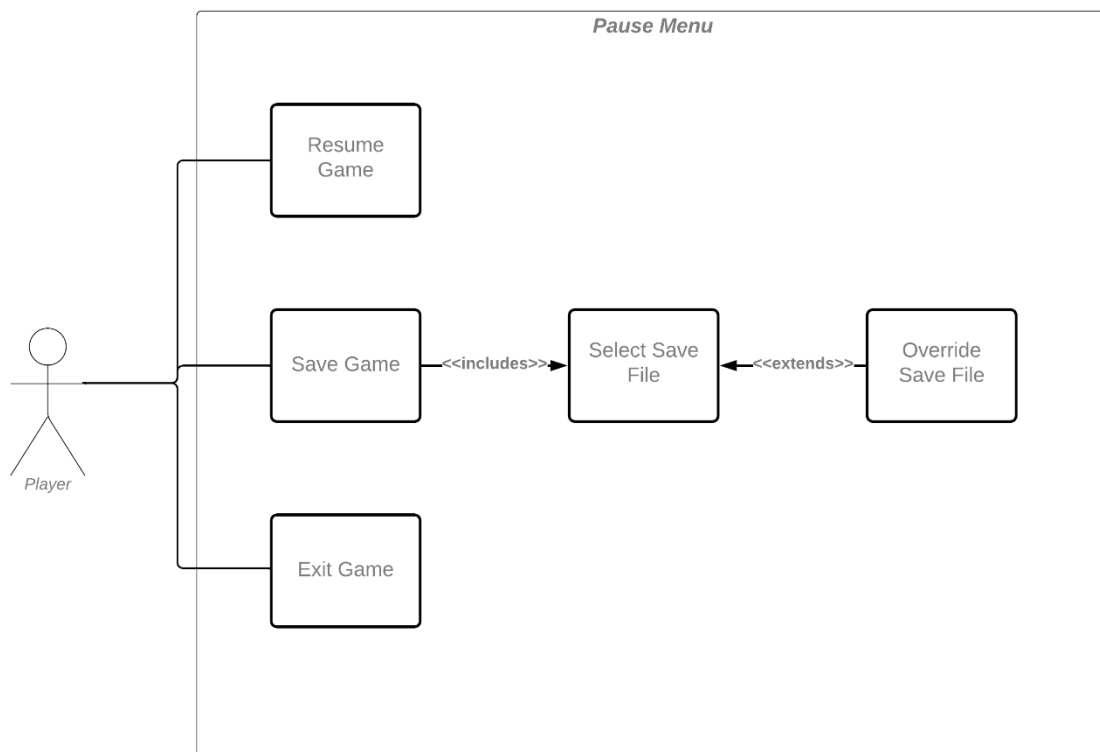 Pause Menu
Resume
Game
Save Game
<<includes>>
Select Save
File
<<extends>>
Override
Save File
Player
Exit Game